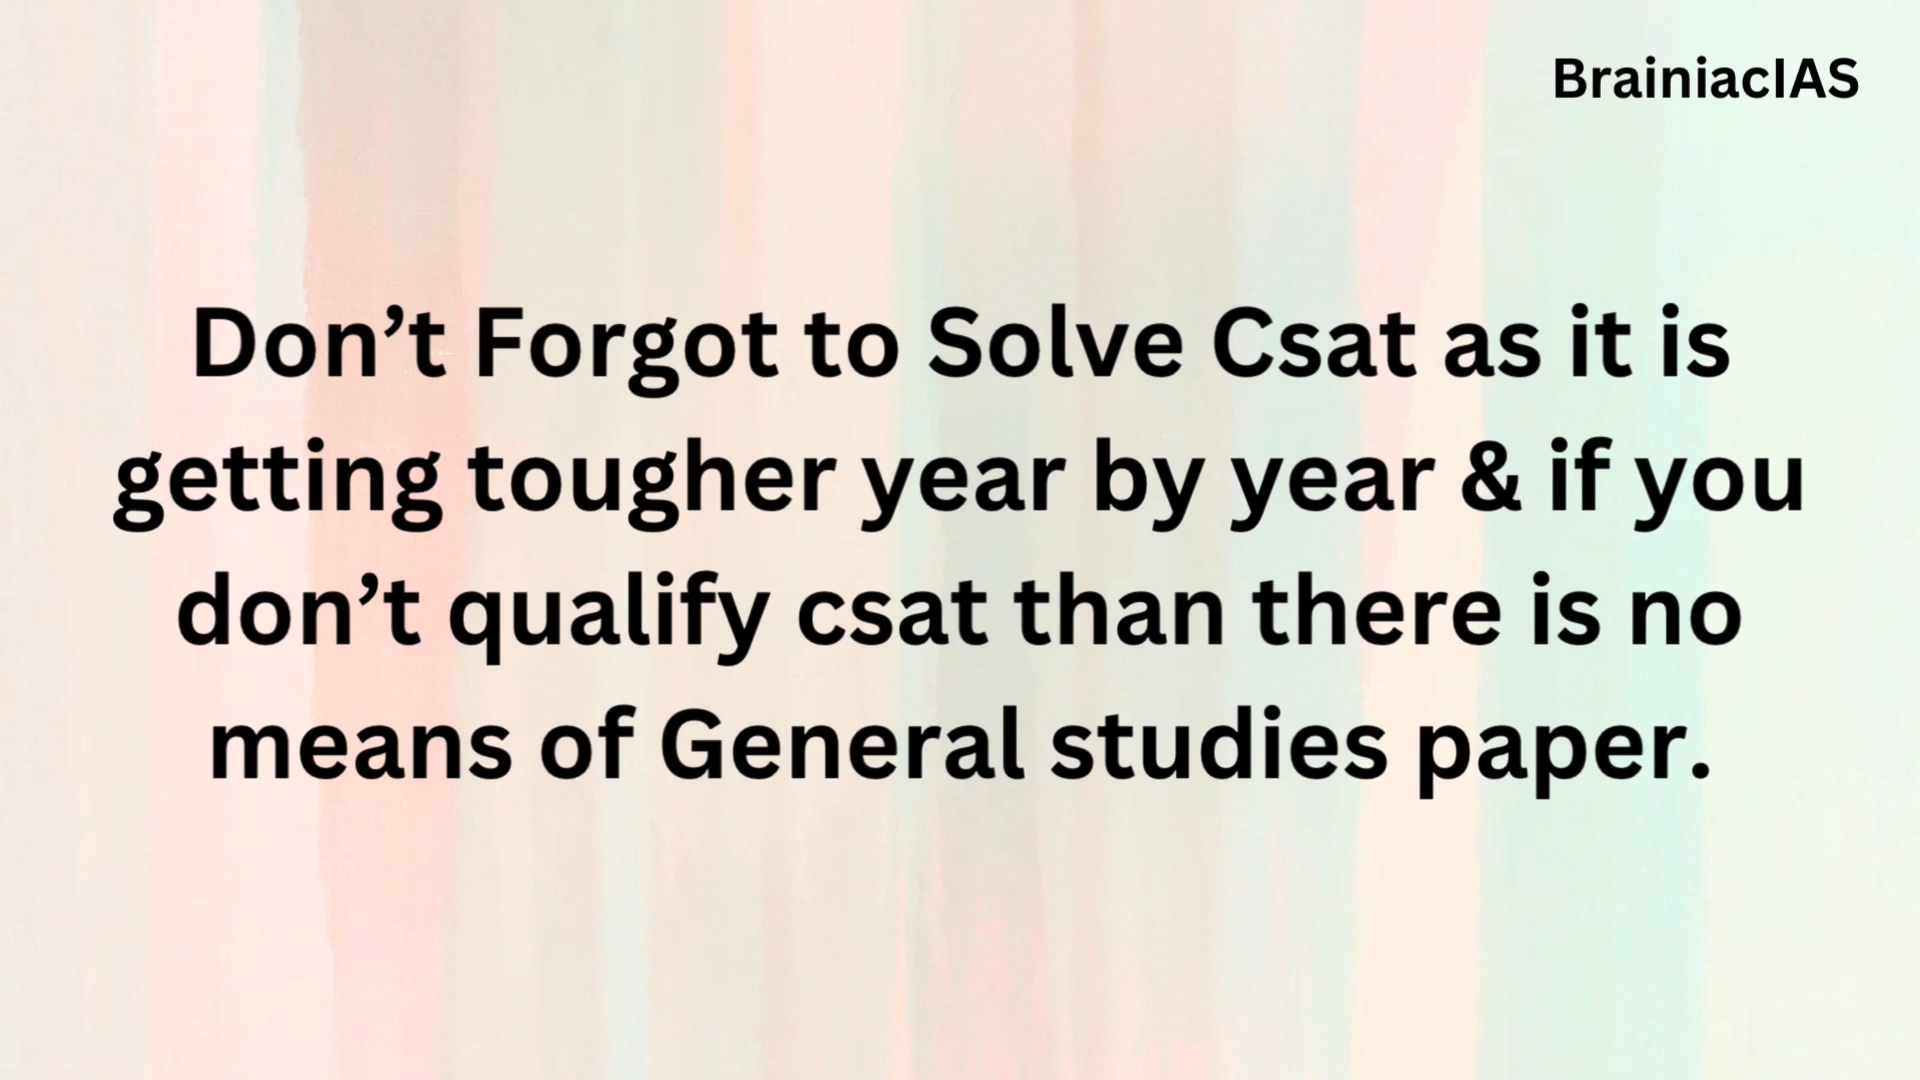 BrainiacIAS
Don’t Forgot to Solve Csat as it is
getting tougher year by year & if you
don’t qualify csat than there is no
means of General studies paper.